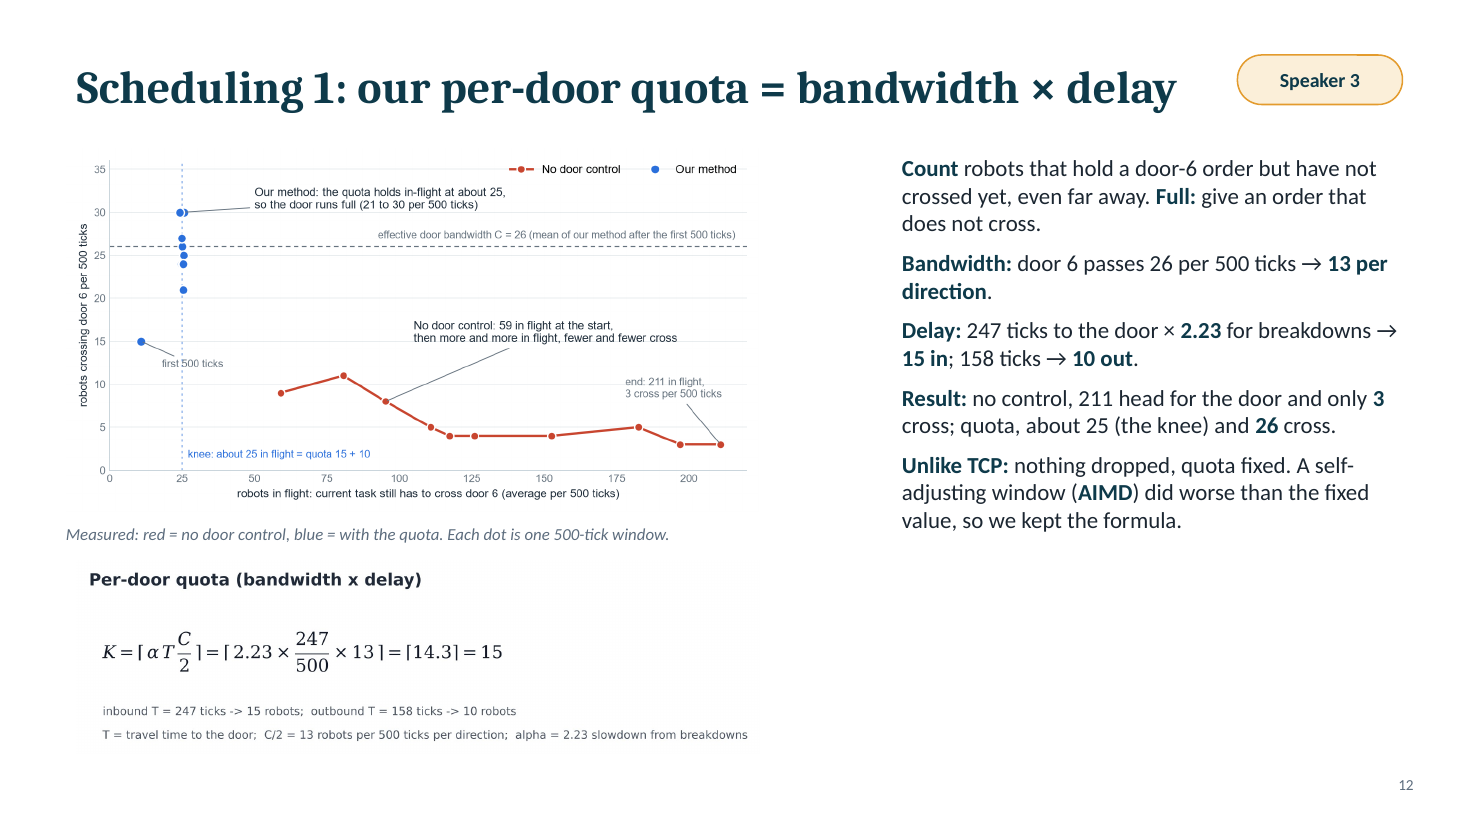 Scheduling 1: our per-door quota = bandwidth × delay
Speaker 3
No door control
Our method
35
30
25
20
15
10
5
0
robots crossing door 6 per 500 ticks
Our method: the quota holds in-flight at about 25,
so the door runs full (21 to 30 per 500 ticks)
effective door bandwidth C = 26 (mean of our method after the first 500 ticks)
No door control: 59 in flight at the start,
then more and more in flight, fewer and fewer cross
first 500 ticks
end: 211 in flight,
3 cross per 500 ticks
knee: about 25 in flight = quota 15 + 10
0 25 50 75 100 125 150 175 200
robots in flight: current task still has to cross door 6 (average per 500 ticks)
Measured: red = no door control, blue = with the quota. Each dot is one 500-tick window.
Per-door quota (bandwidth x delay)
K = ⌈ α T C/2 ⌉ = ⌈ 2.23 × 247/500 × 13 ⌉ = ⌈14.3⌉ = 15
inbound T = 247 ticks -> 15 robots; outbound T = 158 ticks -> 10 robots
T = travel time to the door; C/2 = 13 robots per 500 ticks per direction; alpha = 2.23 slowdown from breakdowns
Count robots that hold a door-6 order but have not
crossed yet, even far away. Full: give an order that
does not cross.
Bandwidth: door 6 passes 26 per 500 ticks → 13 per
direction.
Delay: 247 ticks to the door × 2.23 for breakdowns →
15 in; 158 ticks → 10 out.
Result: no control, 211 head for the door and only 3
cross; quota, about 25 (the knee) and 26 cross.
Unlike TCP: nothing dropped, quota fixed. A self-
adjusting window (AIMD) did worse than the fixed
value, so we kept the formula.
12